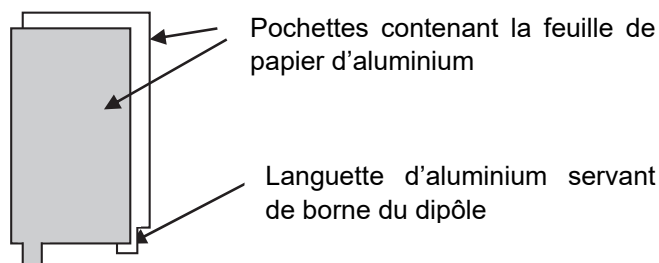 Pochettes contenant la feuille de
papier d’aluminium
Languette d’aluminium servant
de borne du dipôle